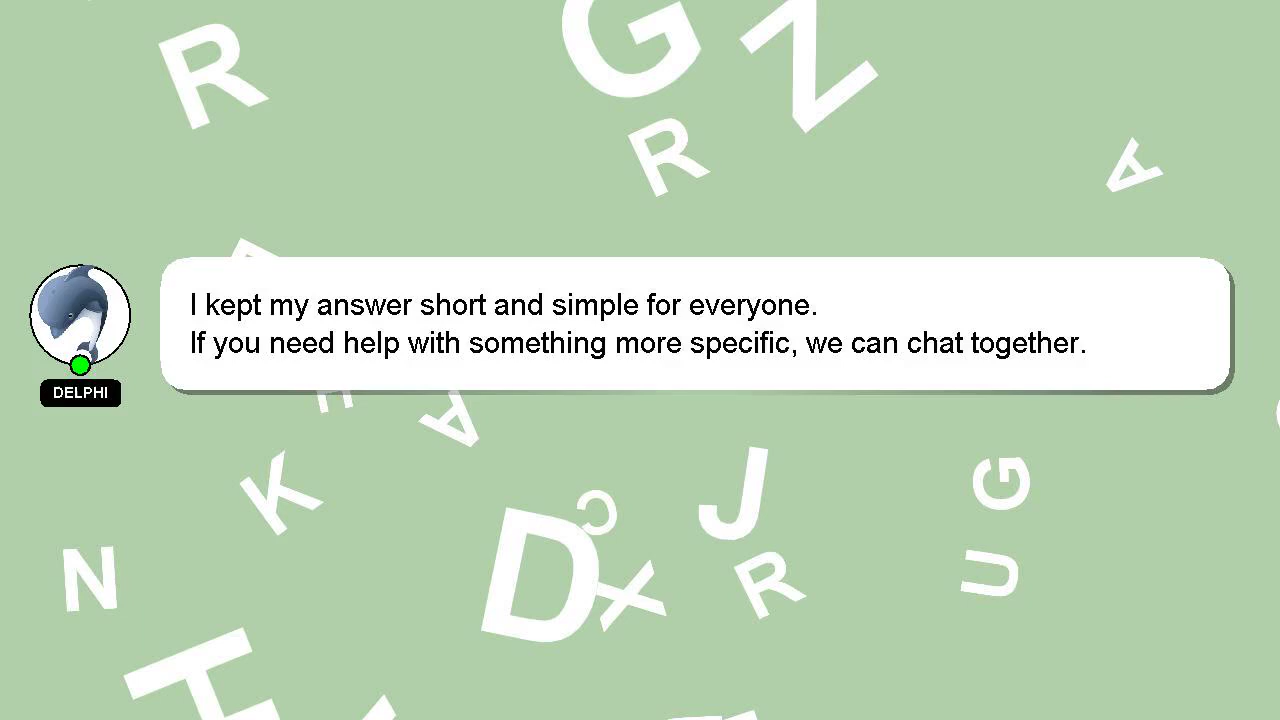 R
G
Z
R
A
I kept my answer short and simple for everyone.
If you need help with something more specific, we can chat together.
DELPHI
A
K
J
G
D
C
N
X
R
U